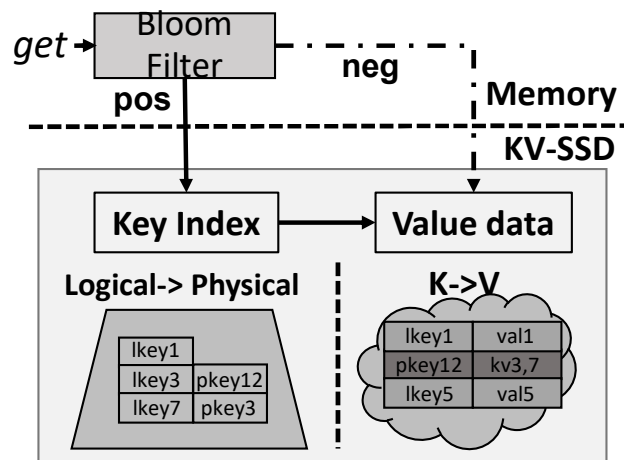 Bloom
Filter
get
neg
pos
Memory
KV-SSD
Key Index
Value data
Logical-> Physical
K->V
lkey1
lkey3 pkey12
lkey7 pkey3
lkey1 val1
pkey12 kv3,7
lkey5 val5